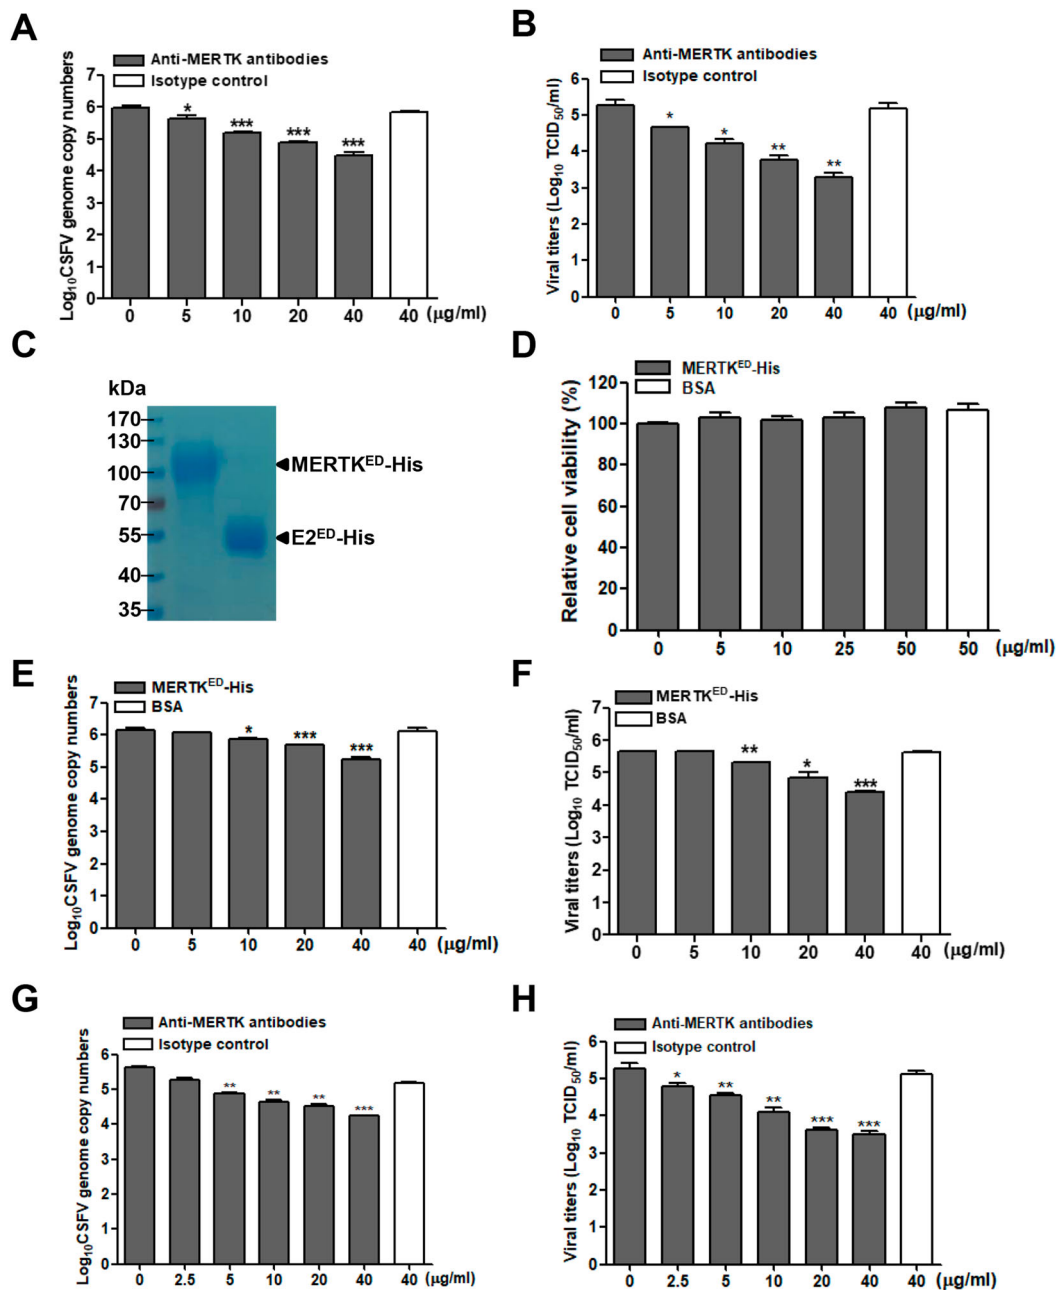 A
Anti-MERTK antibodies
Isotype control
Log₁₀CSFV genome copy numbers
7
6
5
4
3
2
1
0
*
***
***
***
0 5 10 20 40 40 (μg/ml)
B
Anti-MERTK antibodies
Isotype control
Viral titers (Log₁₀ TCID₅₀/ml)
6
5
4
3
2
1
0
*
*
**
**
0 5 10 20 40 40 (μg/ml)
C
kDa
170
130
100
70
55
40
35
MERTKᴱᴰ-His
E2ᴱᴰ-His
D
MERTKᴱᴰ-His
BSA
Relative cell viability (%)
120
100
80
60
40
20
0
0 5 10 25 50 50 (μg/ml)
E
MERTKᴱᴰ-His
BSA
Log₁₀CSFV genome copy numbers
7
6
5
4
3
2
1
0
*
***
***
0 5 10 20 40 40 (μg/ml)
F
MERTKᴱᴰ-His
BSA
Viral titers (Log₁₀ TCID₅₀/ml)
7
6
5
4
3
2
1
0
**
*
***
0 5 10 20 40 40 (μg/ml)
G
Anti-MERTK antibodies
Isotype control
Log₁₀CSFV genome copy numbers
6
5
4
3
2
1
0
**
**
**
***
0 2.5 5 10 20 40 40 (μg/ml)
H
Anti-MERTK antibodies
Isotype control
Viral titers (Log₁₀ TCID₅₀/ml)
6
5
4
3
2
1
0
*
**
**
***
***
0 2.5 5 10 20 40 40 (μg/ml)